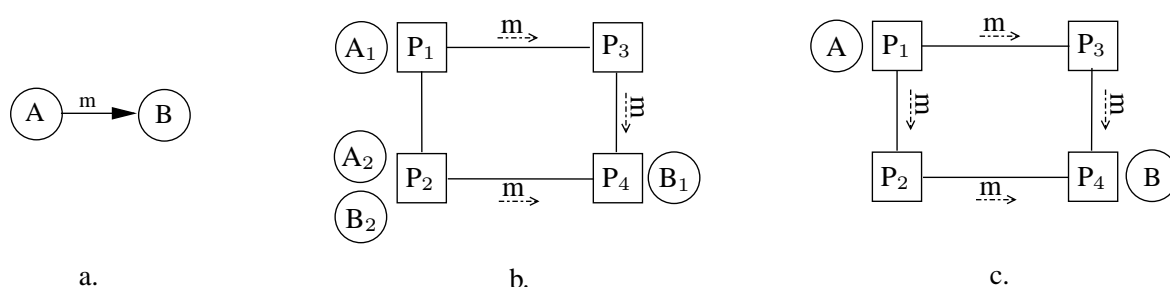 A m B
a.
A₁ P₁ m P₃
m
A₂ P₂ m P₄ B₁
B₂
b.
A P₁ m P₃
m m
P₂ m P₄ B
c.